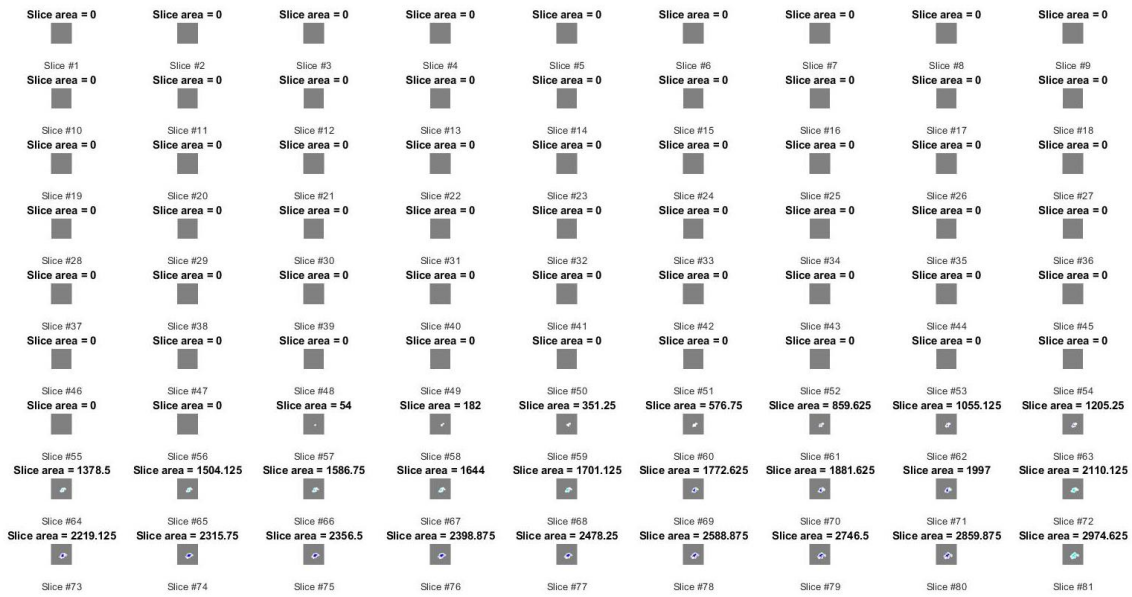 Slice area = 0 Slice area = 0 Slice area = 0 Slice area = 0 Slice area = 0 Slice area = 0 Slice area = 0 Slice area = 0 Slice area = 0
Slice #1 Slice #2 Slice #3 Slice #4 Slice #5 Slice #6 Slice #7 Slice #8 Slice #9
Slice area = 0 Slice area = 0 Slice area = 0 Slice area = 0 Slice area = 0 Slice area = 0 Slice area = 0 Slice area = 0 Slice area = 0
Slice #10 Slice #11 Slice #12 Slice #13 Slice #14 Slice #15 Slice #16 Slice #17 Slice #18
Slice area = 0 Slice area = 0 Slice area = 0 Slice area = 0 Slice area = 0 Slice area = 0 Slice area = 0 Slice area = 0 Slice area = 0
Slice #19 Slice #20 Slice #21 Slice #22 Slice #23 Slice #24 Slice #25 Slice #26 Slice #27
Slice area = 0 Slice area = 0 Slice area = 0 Slice area = 0 Slice area = 0 Slice area = 0 Slice area = 0 Slice area = 0 Slice area = 0
Slice #28 Slice #29 Slice #30 Slice #31 Slice #32 Slice #33 Slice #34 Slice #35 Slice #36
Slice area = 0 Slice area = 0 Slice area = 0 Slice area = 0 Slice area = 0 Slice area = 0 Slice area = 0 Slice area = 0 Slice area = 0
Slice #37 Slice #38 Slice #39 Slice #40 Slice #41 Slice #42 Slice #43 Slice #44 Slice #45
Slice area = 0 Slice area = 0 Slice area = 0 Slice area = 0 Slice area = 0 Slice area = 0 Slice area = 0 Slice area = 0 Slice area = 0
Slice #46 Slice #47 Slice #48 Slice #49 Slice #50 Slice #51 Slice #52 Slice #53 Slice #54
Slice area = 0 Slice area = 0 Slice area = 54 Slice area = 182 Slice area = 351.25 Slice area = 576.75 Slice area = 859.625 Slice area = 1055.125 Slice area = 1205.25
Slice #55 Slice #56 Slice #57 Slice #58 Slice #59 Slice #60 Slice #61 Slice #62 Slice #63
Slice area = 1378.5 Slice area = 1504.125 Slice area = 1586.75 Slice area = 1644 Slice area = 1701.125 Slice area = 1772.625 Slice area = 1881.625 Slice area = 1997 Slice area = 2110.125
Slice #64 Slice #65 Slice #66 Slice #67 Slice #68 Slice #69 Slice #70 Slice #71 Slice #72
Slice area = 2219.125 Slice area = 2315.75 Slice area = 2356.5 Slice area = 2398.875 Slice area = 2478.25 Slice area = 2588.875 Slice area = 2746.5 Slice area = 2859.875 Slice area = 2974.625
Slice #73 Slice #74 Slice #75 Slice #76 Slice #77 Slice #78 Slice #79 Slice #80 Slice #81